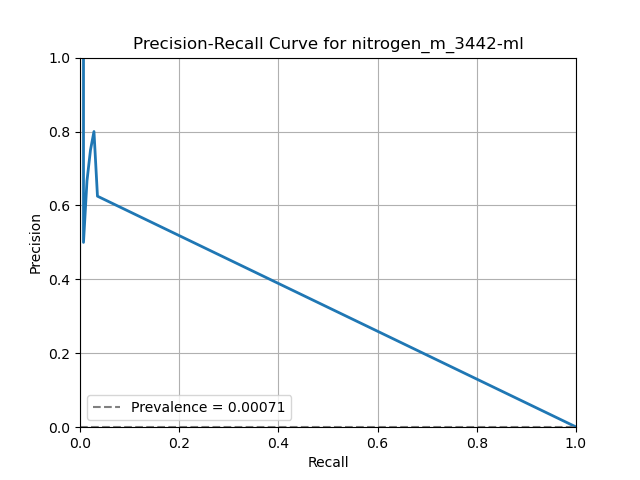 Precision-Recall Curve for nitrogen_m_3442-ml
Precision
1.0
0.8
0.6
0.4
0.2
0.0
Prevalence = 0.00071
0.0 0.2 0.4 0.6 0.8 1.0
Recall